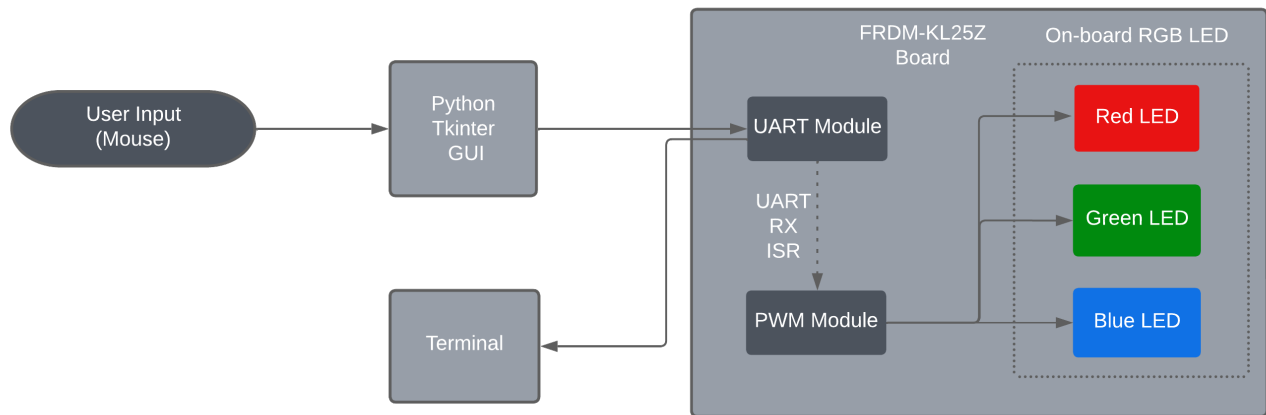 User Input
(Mouse)
Python
Tkinter
GUI
Terminal
FRDM-KL25Z
Board
On-board RGB LED
UART Module
UART
RX
ISR
PWM Module
Red LED
Green LED
Blue LED